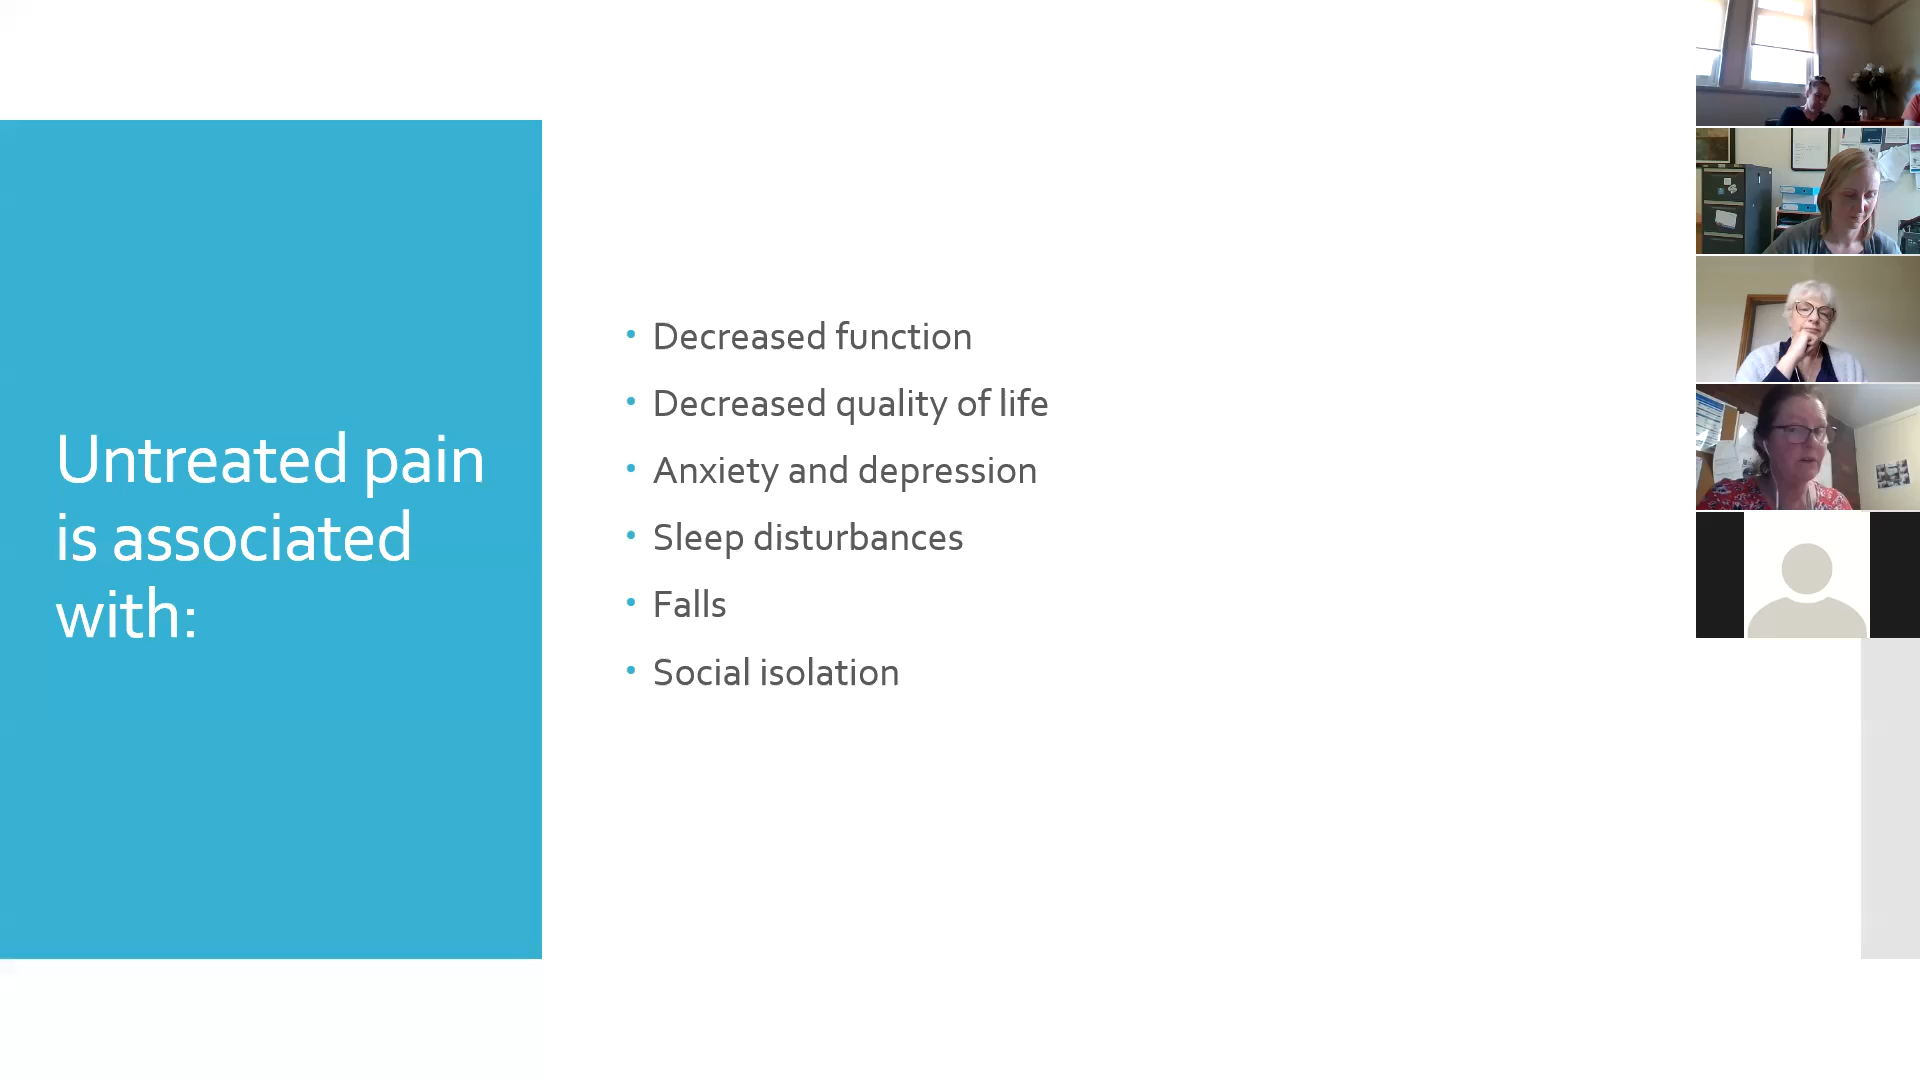 Untreated pain
is associated
with:
• Decreased function
• Decreased quality of life
• Anxiety and depression
• Sleep disturbances
• Falls
• Social isolation